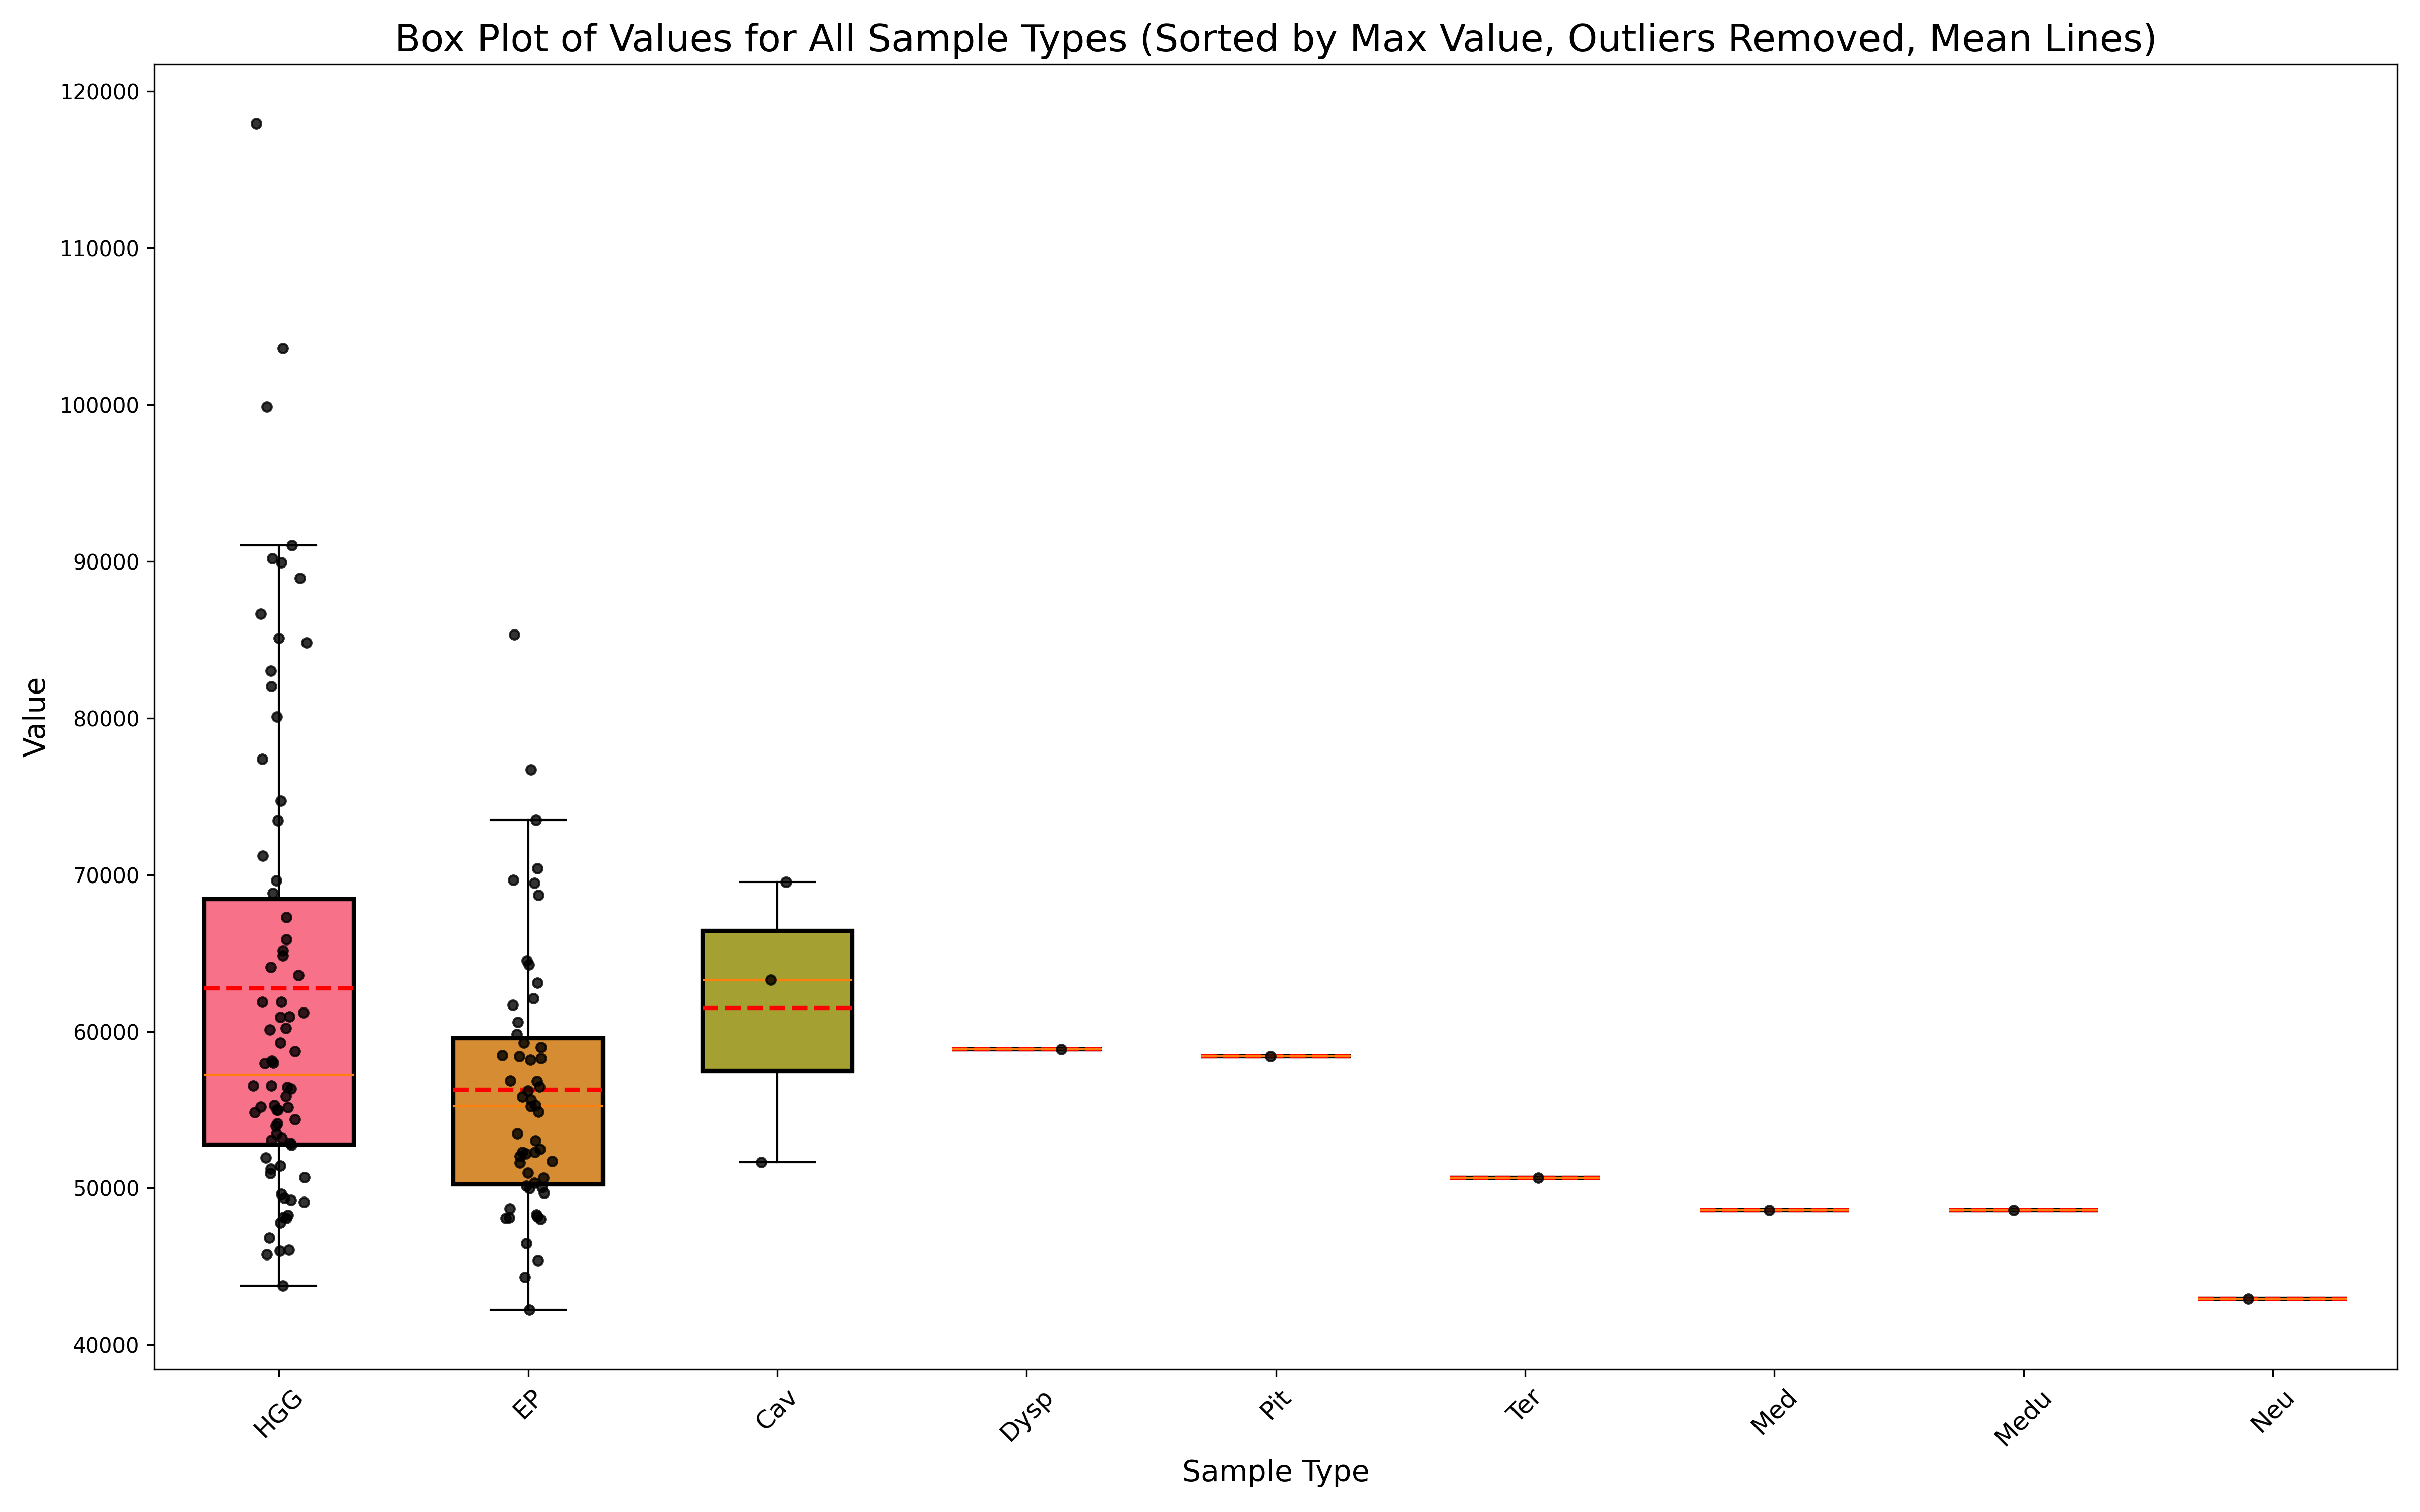 Box Plot of Values for All Sample Types (Sorted by Max Value, Outliers Removed, Mean Lines)
120000
110000
100000
90000
80000
70000
60000
50000
40000
Value
HGG
EP
Cav
Dysp
Pit
Ter
Med
Medu
Neu
Sample Type